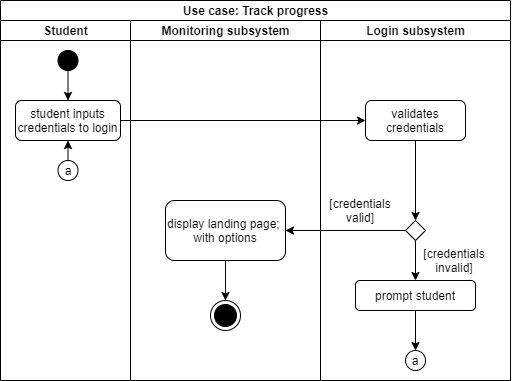 Use case: Track progress
Student
Monitoring subsystem
Login subsystem
student inputs
credentials to login
validates
credentials
a
[credentials
valid]
display landing page;
with options
[credentials
invalid]
prompt student
a